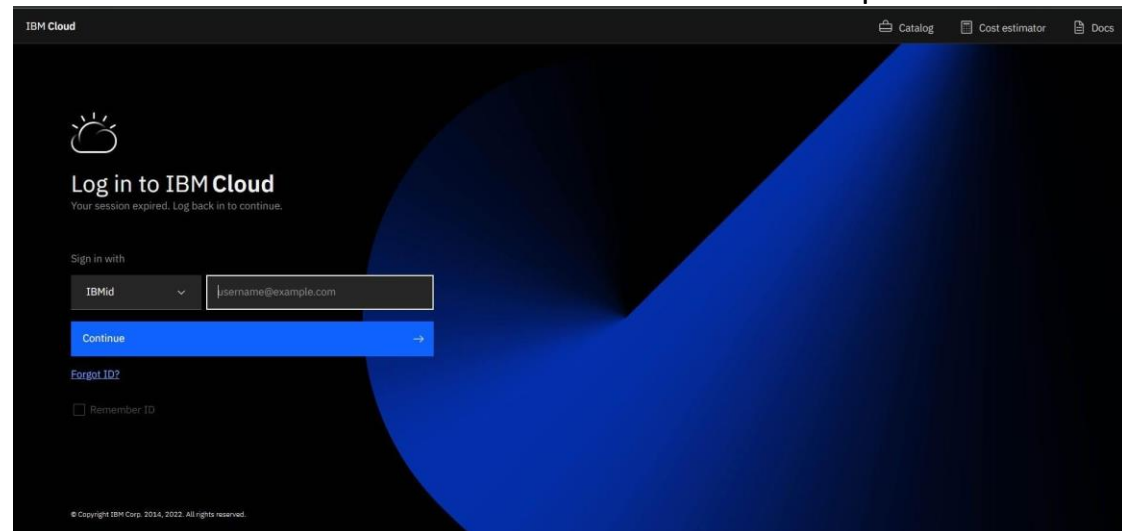 IBM Cloud
Catalog
Cost estimator
Docs
Log in to IBM Cloud
Your session expired. Log back in to continue.
Sign in with
IBMid
username@example.com
Continue
Forgot ID?
Remember ID
© Copyright IBM Corp. 2014, 2022. All rights reserved.